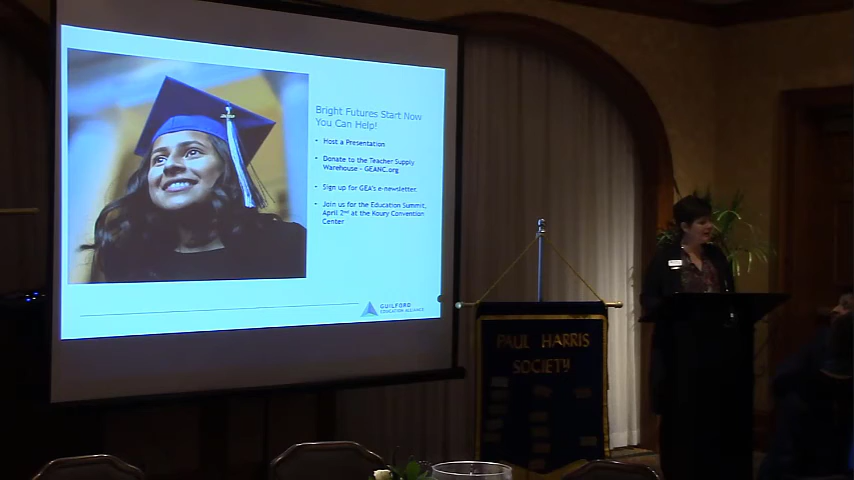 Bright Futures Start Now
You Can Help!
• Host a Presentation
• Donate to the Teacher Supply
Warehouse - GEANC.org
• Sign up for GEA's e-newsletter.
• Join us for the Education Summit,
April 2nd at the Koury Convention
Center
GUILFORD
EDUCATION ALLIANCE
PAUL HARRIS
SOCIETY